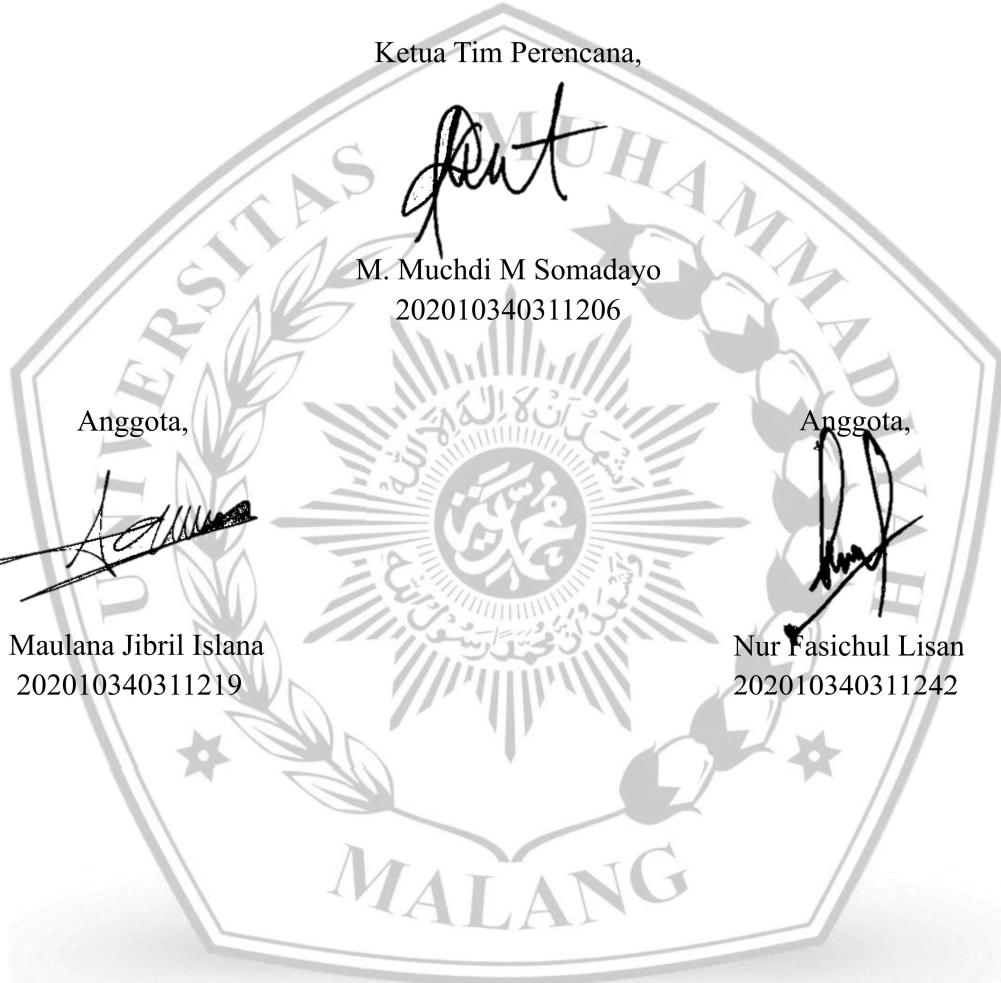 Ketua Tim Perencana,
M. Muchdi M Somadayo
202010340311206
Anggota,
Anggota,
Maulana Jibril Islana
202010340311219
Nur Fasichul Lisan
202010340311242
UNIVERSITAS MUHAMMADIYAH
MALANG